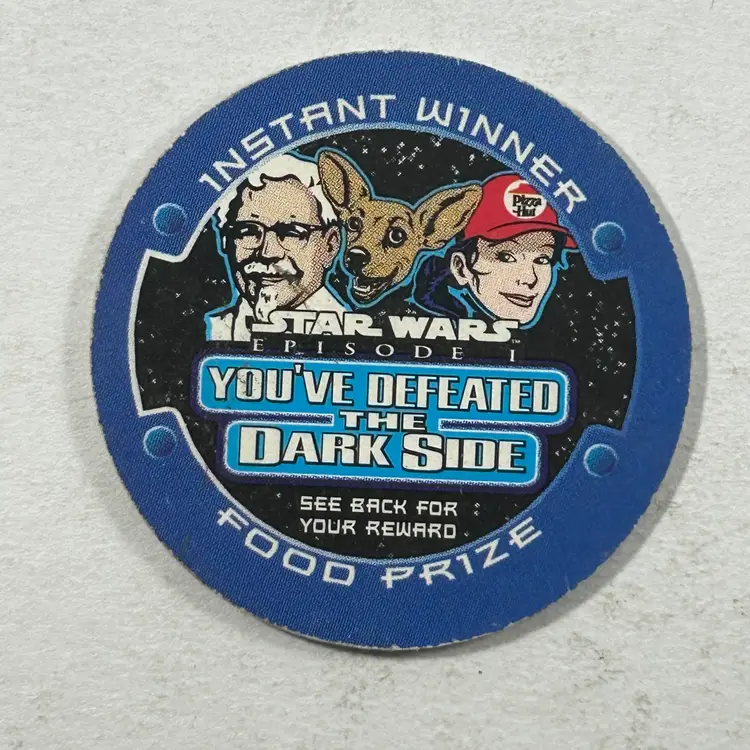 INSTANT WINNER
Pizza
Hut
STAR WARS™
EPISODE I
YOU'VE DEFEATED
THE
DARK SIDE
SEE BACK FOR
YOUR REWARD
FOOD PRIZE